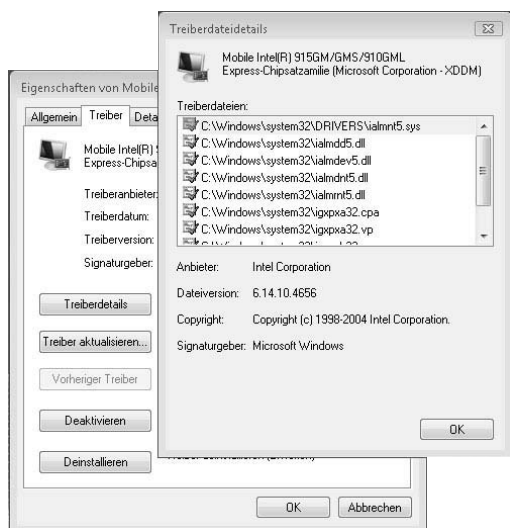 Treiberdateidetails
Mobile Intel(R) 915GM/GMS/910GML
Express-Chipsatzamilie (Microsoft Corporation - XDDM)
Treiberdateien:
C:\Windows\system32\DRIVERS\ialmnt5.sys
C:\Windows\system32\ialmdd5.dll
C:\Windows\system32\ialmdev5.dll
C:\Windows\system32\ialmdnt5.dll
C:\Windows\system32\ialmrnt5.dll
C:\Windows\system32\igxpxa32.cpa
C:\Windows\system32\igxpxa32.vp
Anbieter: Intel Corporation
Dateiversion: 6.14.10.4656
Copyright: Copyright (c) 1998-2004 Intel Corporation.
Signaturgeber: Microsoft Windows
OK
Eigenschaften von Mobile
Allgemein Treiber Deta
Mobile Intel(R)
Express-Chipsa
Treiberanbieter:
Treiberdatum:
Treiberversion:
Signaturgeber:
Treiberdetails
Treiber aktualisieren...
Vorheriger Treiber
Deaktivieren
Deinstallieren
OK Abbrechen